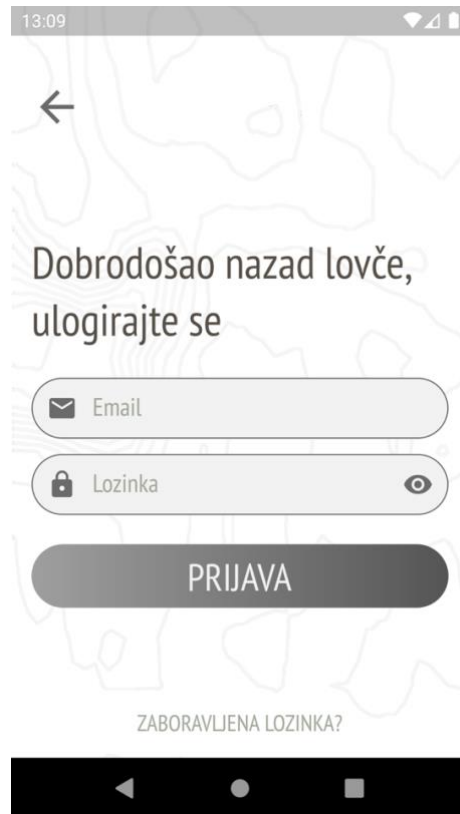 13:09
Dobrodošao nazad lovče,
ulogirajte se
Email
Lozinka
PRIJAVA
ZABORAVLJENA LOZINKA?